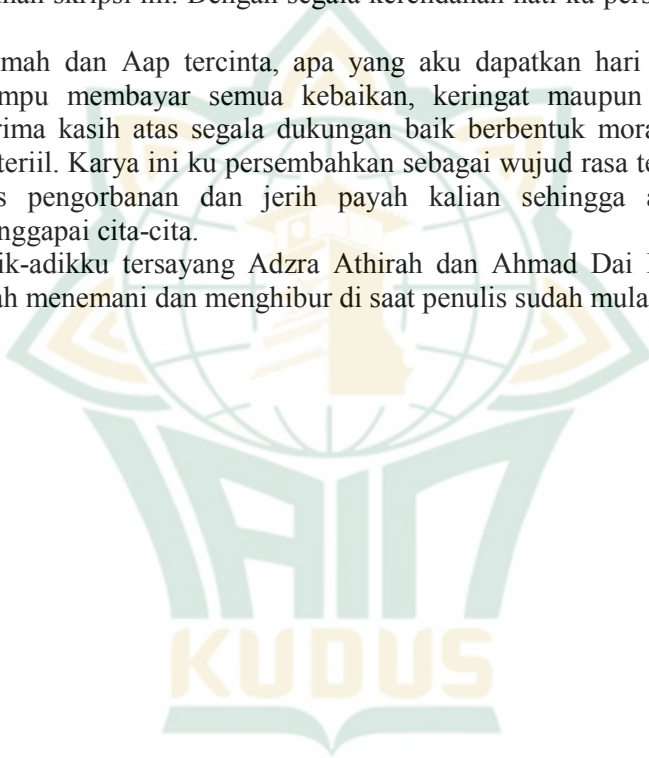 skripsi ini. Dengan segala kerendahan hati ku
mah dan Aap tercinta, apa yang aku dapatkan hari
mpu membayar semua kebaikan, keringat maupun
rima kasih atas segala dukungan baik berbentuk mora
teriil. Karya ini ku persembahkan sebagai wujud rasa te
s pengorbanan dan jerih payah kalian sehingga a
nggapai cita-cita.
ik-adikku tersayang Adzra Athirah dan Ahmad Dai
ah menemani dan menghibur di saat penulis sudah mula
IAIN
KUDUS